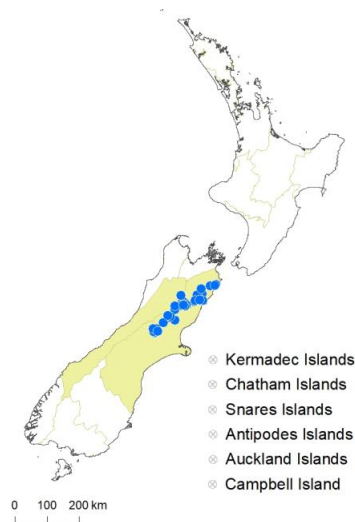 Kermadec Islands
Chatham Islands
Snares Islands
Antipodes Islands
Auckland Islands
Campbell Island
0 100 200 km